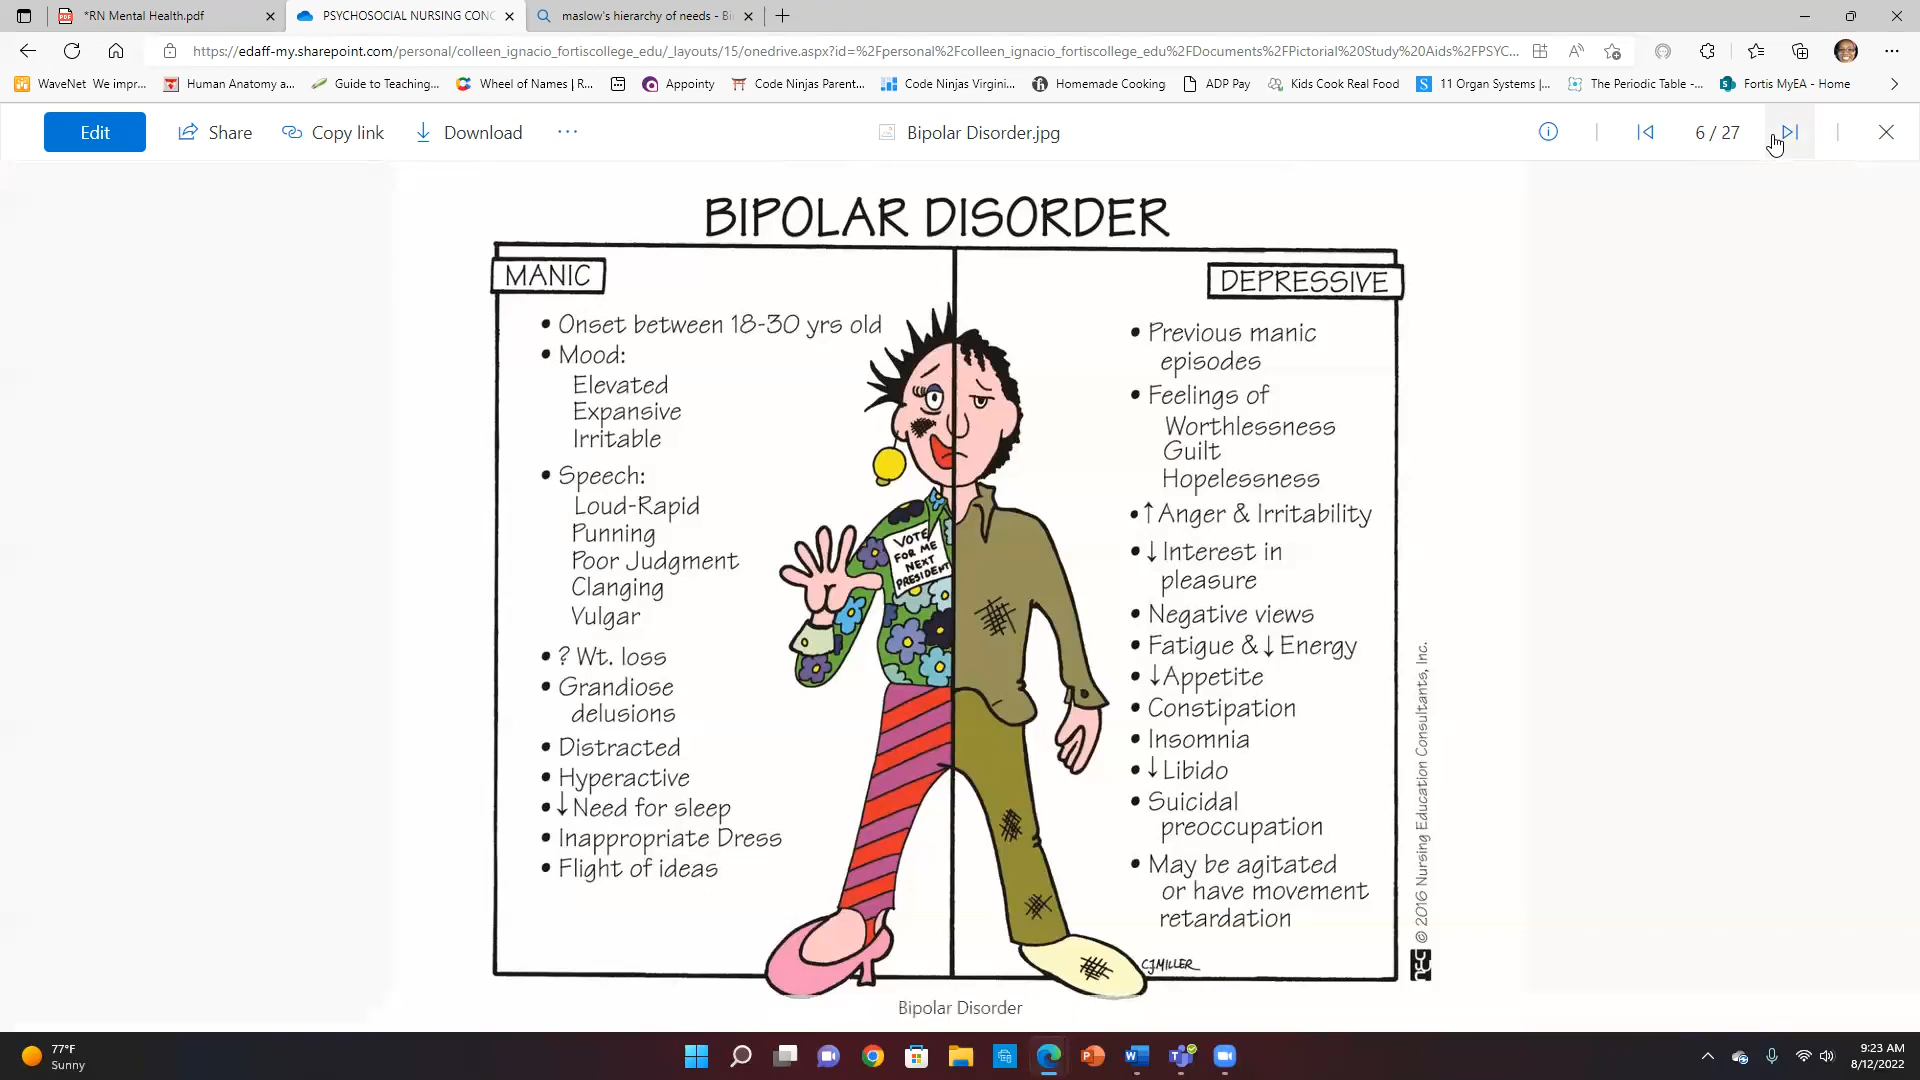 *RN Mental Health.pdf
PSYCHOSOCIAL NURSING CONC
maslow's hierarchy of needs - Bi
https://edaff-my.sharepoint.com/personal/colleen_ignacio_fortiscollege_edu/_layouts/15/onedrive.aspx?id=%2Fpersonal%2Fcolleen_ignacio_fortiscollege_edu%2FDocuments%2FPictorial%20Study%20Aids%2FPSYC...
WaveNet We impr...
Human Anatomy a...
Guide to Teaching...
Wheel of Names | R...
Appointy
Code Ninjas Parent...
Code Ninjas Virgini...
Homemade Cooking
ADP Pay
Kids Cook Real Food
11 Organ Systems |...
The Periodic Table -...
Fortis MyEA - Home
Edit
Share
Copy link
Download
Bipolar Disorder.jpg
6 / 27
BIPOLAR DISORDER
MANIC
• Onset between 18-30 yrs old
• Mood:
Elevated
Expansive
Irritable
• Speech:
Loud-Rapid
Punning
Poor Judgment
Clanging
Vulgar
• ? Wt. loss
• Grandiose
delusions
• Distracted
• Hyperactive
• ↓ Need for sleep
• Inappropriate Dress
• Flight of ideas
VOTE
FOR ME
NEXT
PRESIDENT
DEPRESSIVE
• Previous manic
episodes
• Feelings of
Worthlessness
Guilt
Hopelessness
• ↑ Anger & Irritability
• ↓ Interest in
pleasure
• Negative views
• Fatigue & ↓ Energy
• ↓ Appetite
• Constipation
• Insomnia
• ↓ Libido
• Suicidal
preoccupation
• May be agitated
or have movement
retardation
CJMILLER
© 2016 Nursing Education Consultants, Inc.
nec
Bipolar Disorder
77°F
Sunny
9:23 AM
8/12/2022